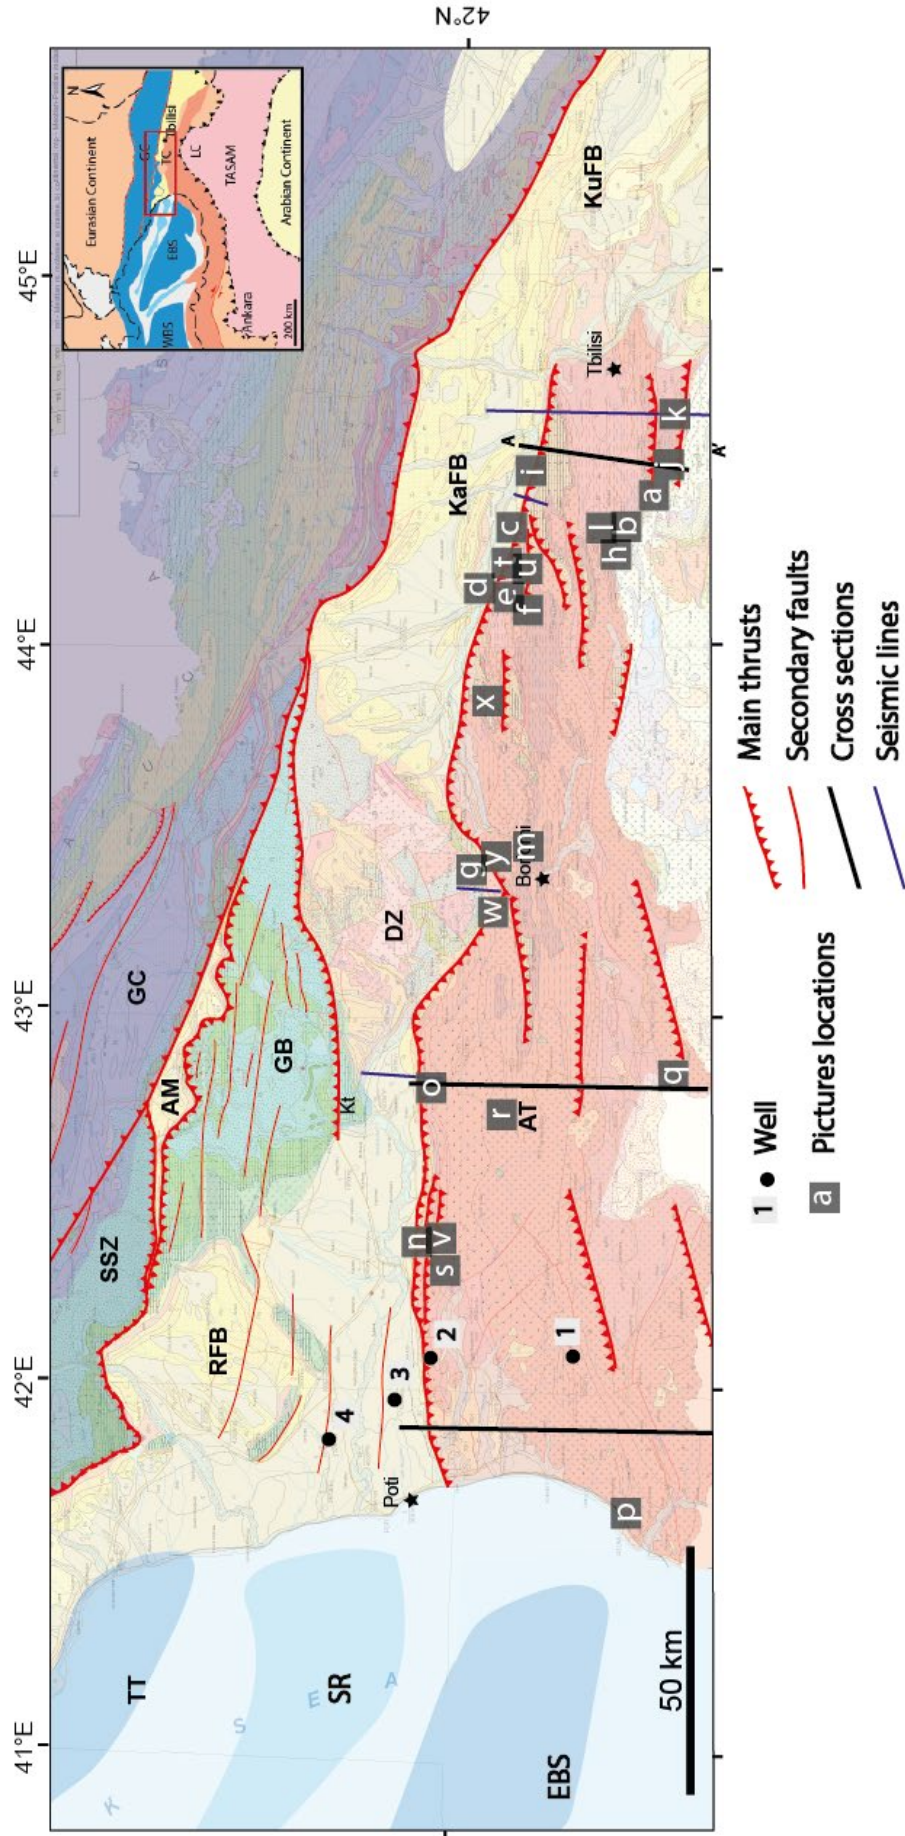 41°E
42°E
43°E
44°E
45°E
42°N
Eurasian Continent
N
GC
TC
Tbilisi
LC
WBS
EBS
TASAM
Ankara
Arabian Continent
200 km
K
S
E
A
TT
SR
EBS
SSZ
GC
AM
GB
RFB
Kt
DZ
KaFB
KuFB
AT
Poti
Tbilisi
4
3
2
1
A
A'
d
e
t
c
i
f
u
x
g
y
m
w
h
l
b
a
j
k
o
r
q
n
v
s
p
50 km
1 Well
a Pictures locations
Main thrusts
Secondary faults
Cross sections
Seismic lines